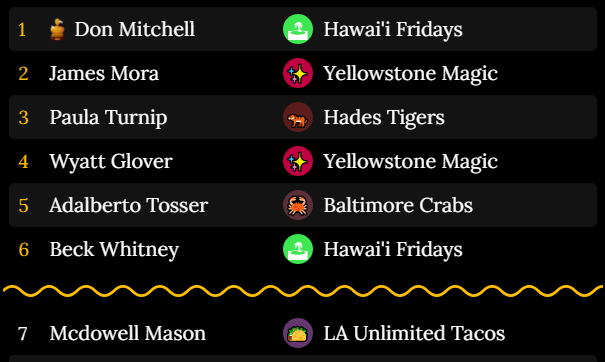 1 Don Mitchell Hawai'i Fridays
2 James Mora Yellowstone Magic
3 Paula Turnip Hades Tigers
4 Wyatt Glover Yellowstone Magic
5 Adalberto Tosser Baltimore Crabs
6 Beck Whitney Hawai'i Fridays
7 Mcdowell Mason LA Unlimited Tacos